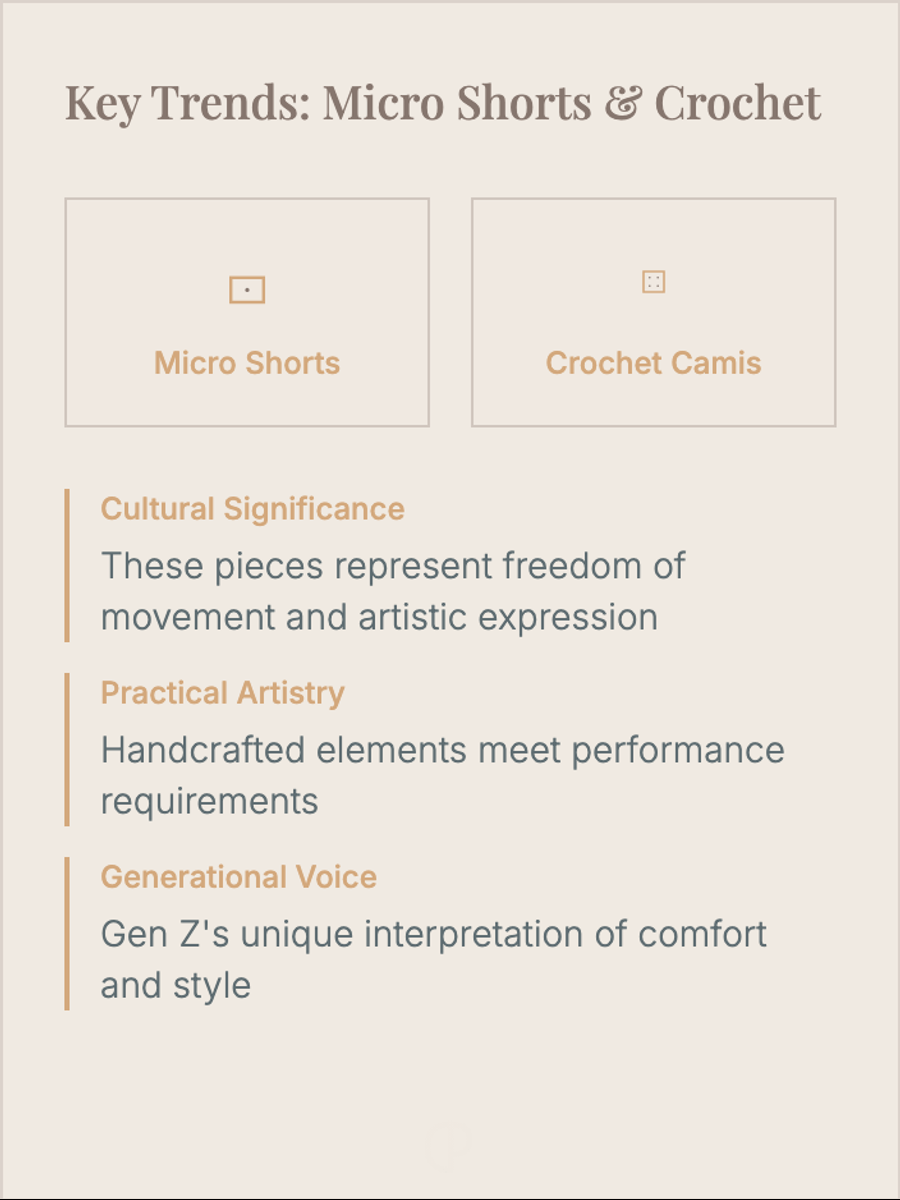 Key Trends: Micro Shorts & Crochet
Micro Shorts
Crochet Camis
Cultural Significance
These pieces represent freedom of
movement and artistic expression
Practical Artistry
Handcrafted elements meet performance
requirements
Generational Voice
Gen Z's unique interpretation of comfort
and style